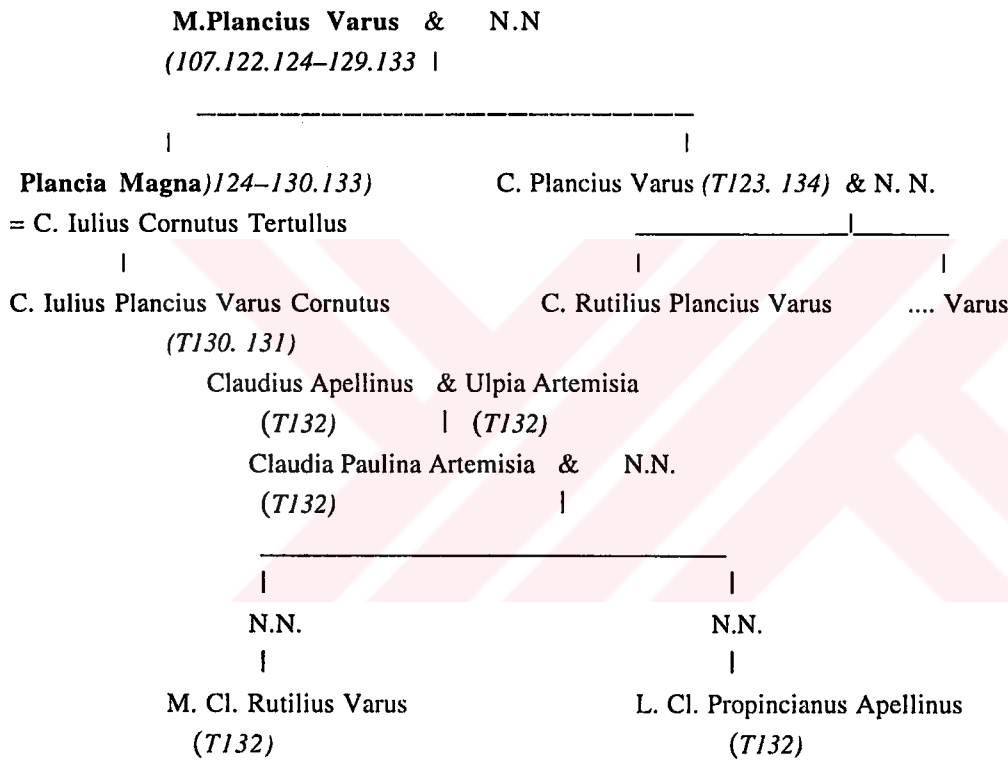 M.Plancius Varus & N.N
(107.122.124–129.133
Plancia Magna)124–130.133) C. Plancius Varus (T123. 134) & N. N.
= C. Iulius Cornutus Tertullus
C. Iulius Plancius Varus Cornutus C. Rutilius Plancius Varus .... Varus
(T130. 131)
Claudius Apellinus & Ulpia Artemisia
(T132) (T132)
Claudia Paulina Artemisia & N.N.
(T132)
N.N. N.N.
M. Cl. Rutilius Varus L. Cl. Propincianus Apellinus
(T132) (T132)